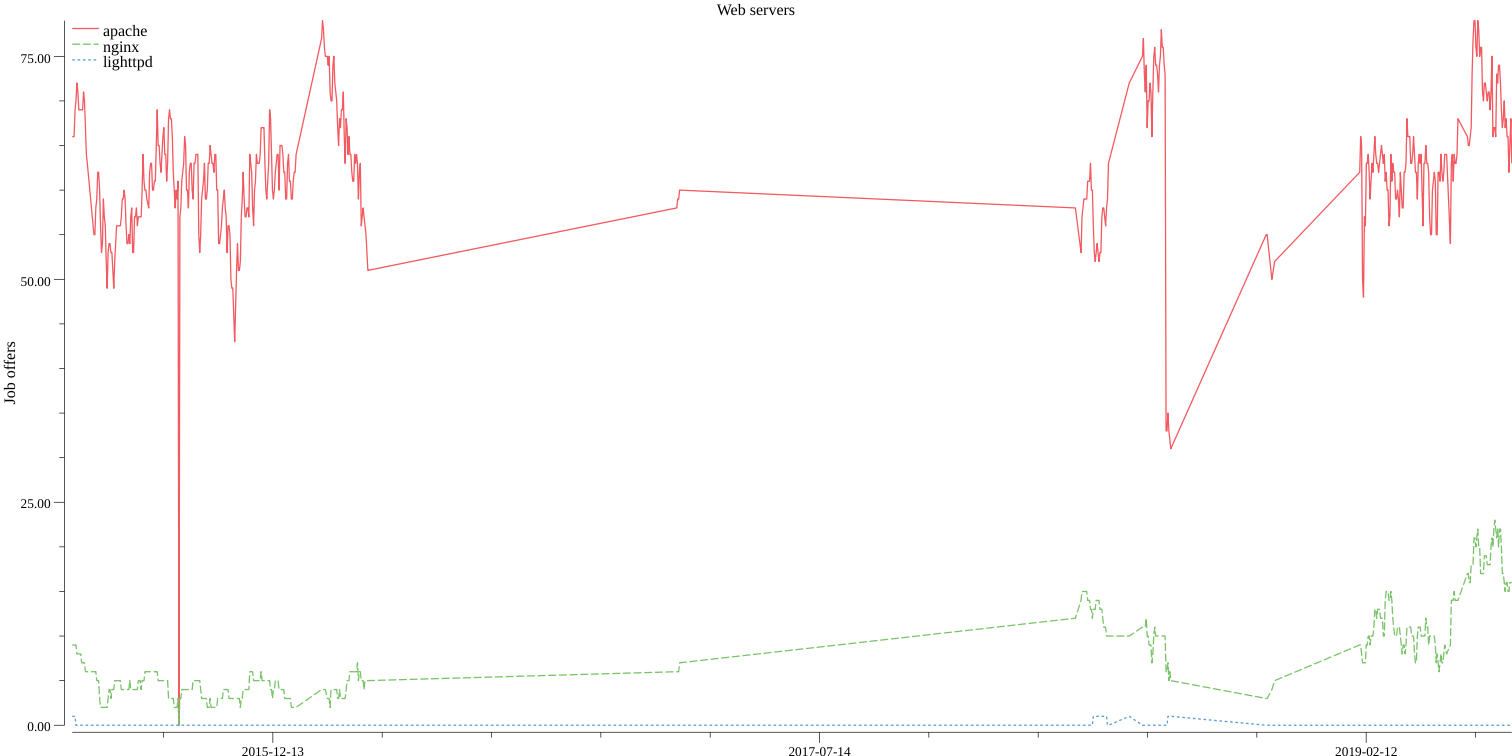 Web servers
apache
nginx
lighttpd
75.00
50.00
Job offers
25.00
0.00
2015-12-13
2017-07-14
2019-02-12